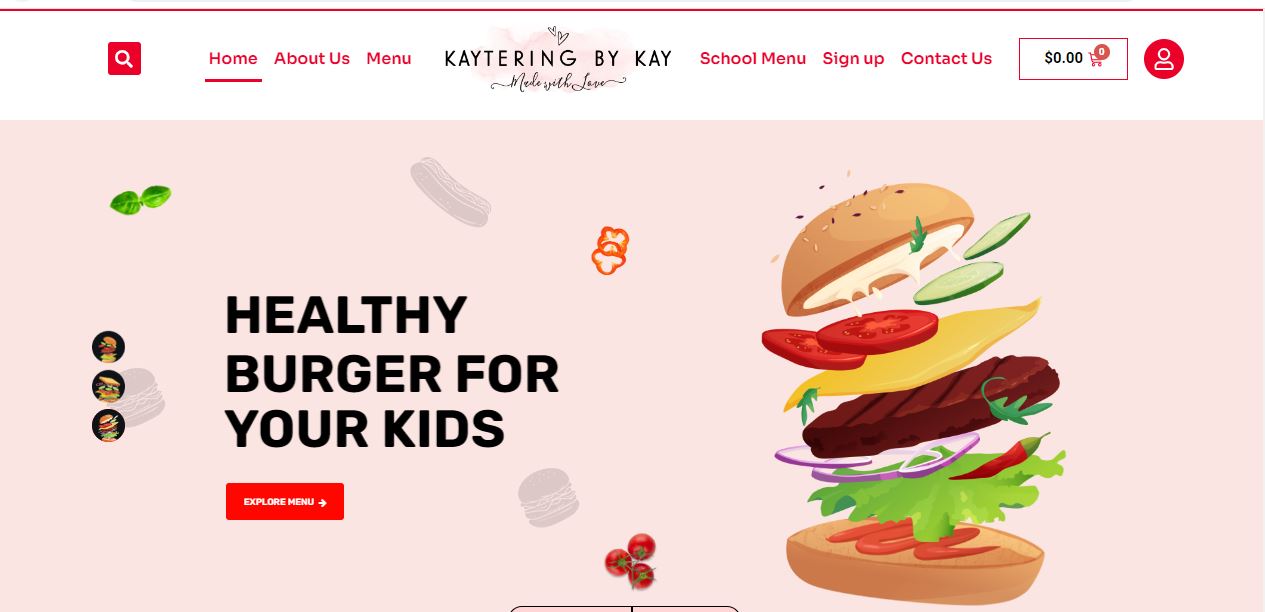 Home About Us Menu KAYTERING BY KAY School Menu Sign up Contact Us $0.00 0
Made with Love
HEALTHY
BURGER FOR
YOUR KIDS
EXPLORE MENU →